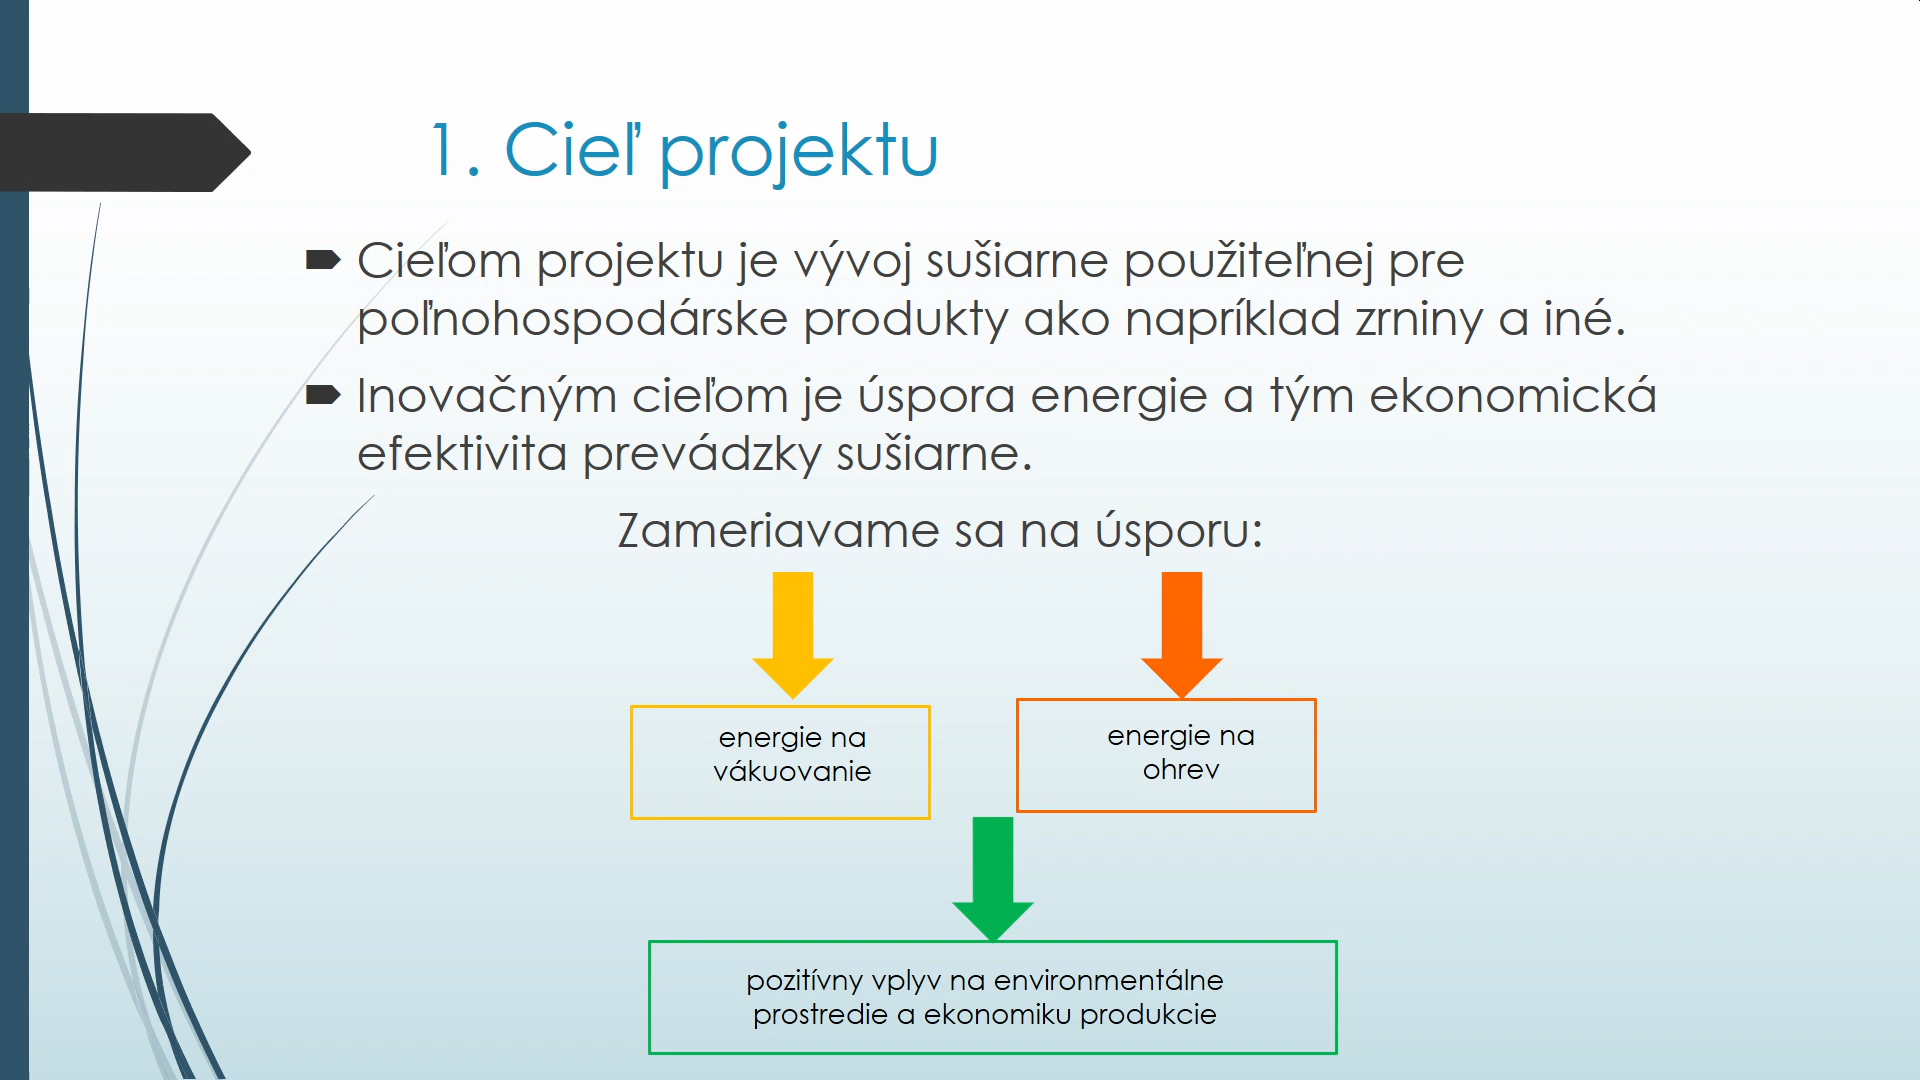 1. Cieľ projektu
Cieľom projektu je vývoj sušiarne použiteľnej pre
poľnohospodárske produkty ako napríklad zrniny a iné.
Inovačným cieľom je úspora energie a tým ekonomická
efektivita prevádzky sušiarne.
Zameriavame sa na úsporu:
energie na
vákuovanie
energie na
ohrev
pozitívny vplyv na environmentálne
prostredie a ekonomiku produkcie